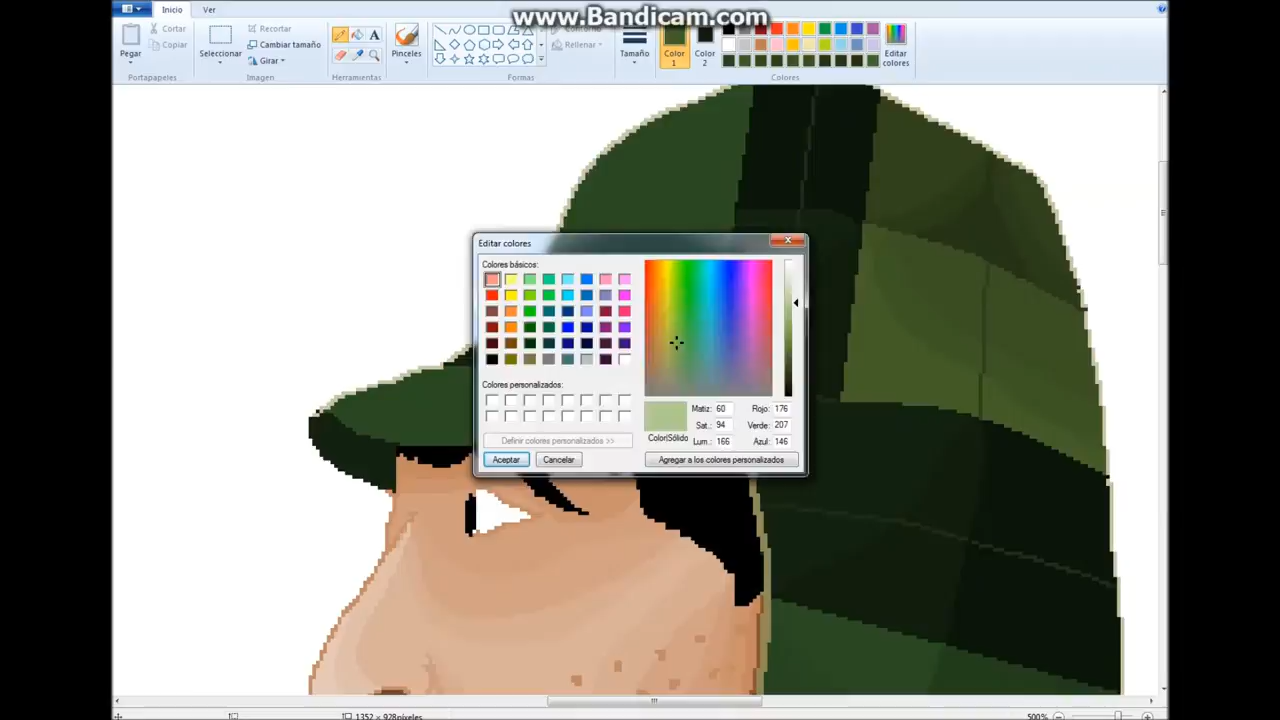 www.Bandicam.com
Inicio
Ver
Pegar
Cortar
Copiar
Portapapeles
Seleccionar
Recortar
Cambiar tamaño
Girar
Imagen
Herramientas
Pinceles
Contorno
Rellenar
Formas
Tamaño
Color
1
Color
2
Editar
colores
Colores
Editar colores
Colores básicos:
Colores personalizados:
Definir colores personalizados >>
Aceptar
Cancelar
Color|Sólido
Matiz: 60
Rojo: 176
Sat.: 94
Verde: 207
Lum.: 166
Azul: 146
Agregar a los colores personalizados
1352 × 928píxeles
500%